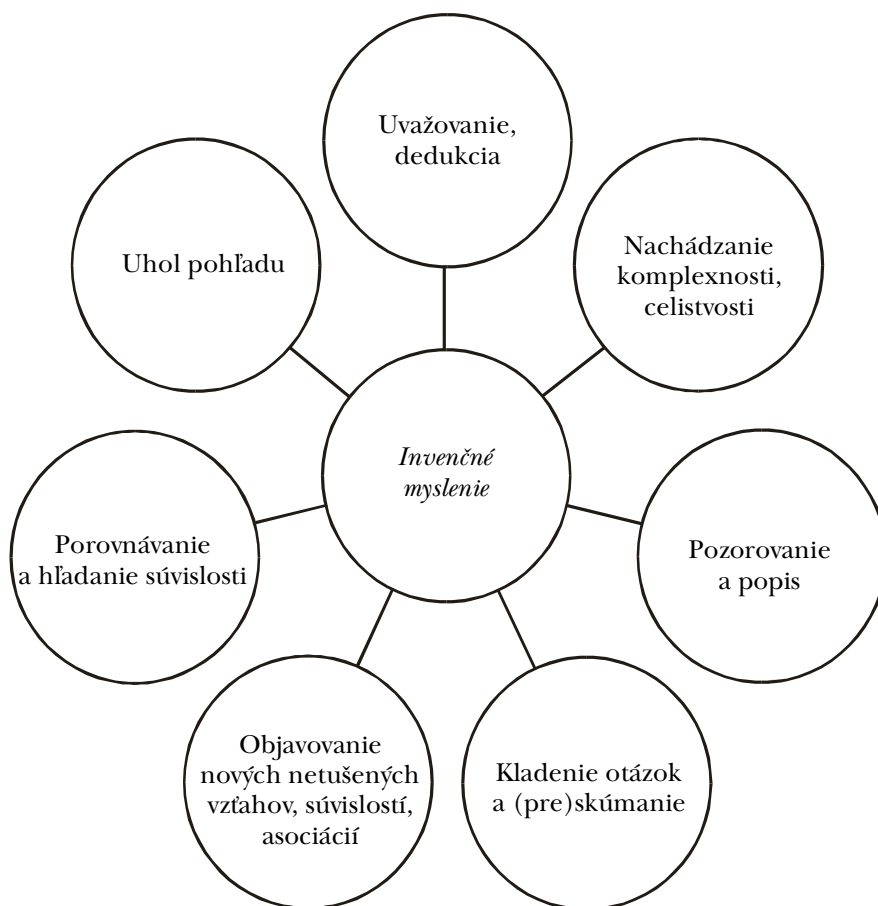 Uvažovanie,
dedukcia
Uhol pohľadu
Nachádzanie
komplexnosti,
celistvosti
Invenčné
myslenie
Porovnávanie
a hľadanie súvislosti
Pozorovanie
a popis
Objavovanie
nových netušených
vzťahov, súvislostí,
asociácií
Kladenie otázok
a (pre)skúmanie